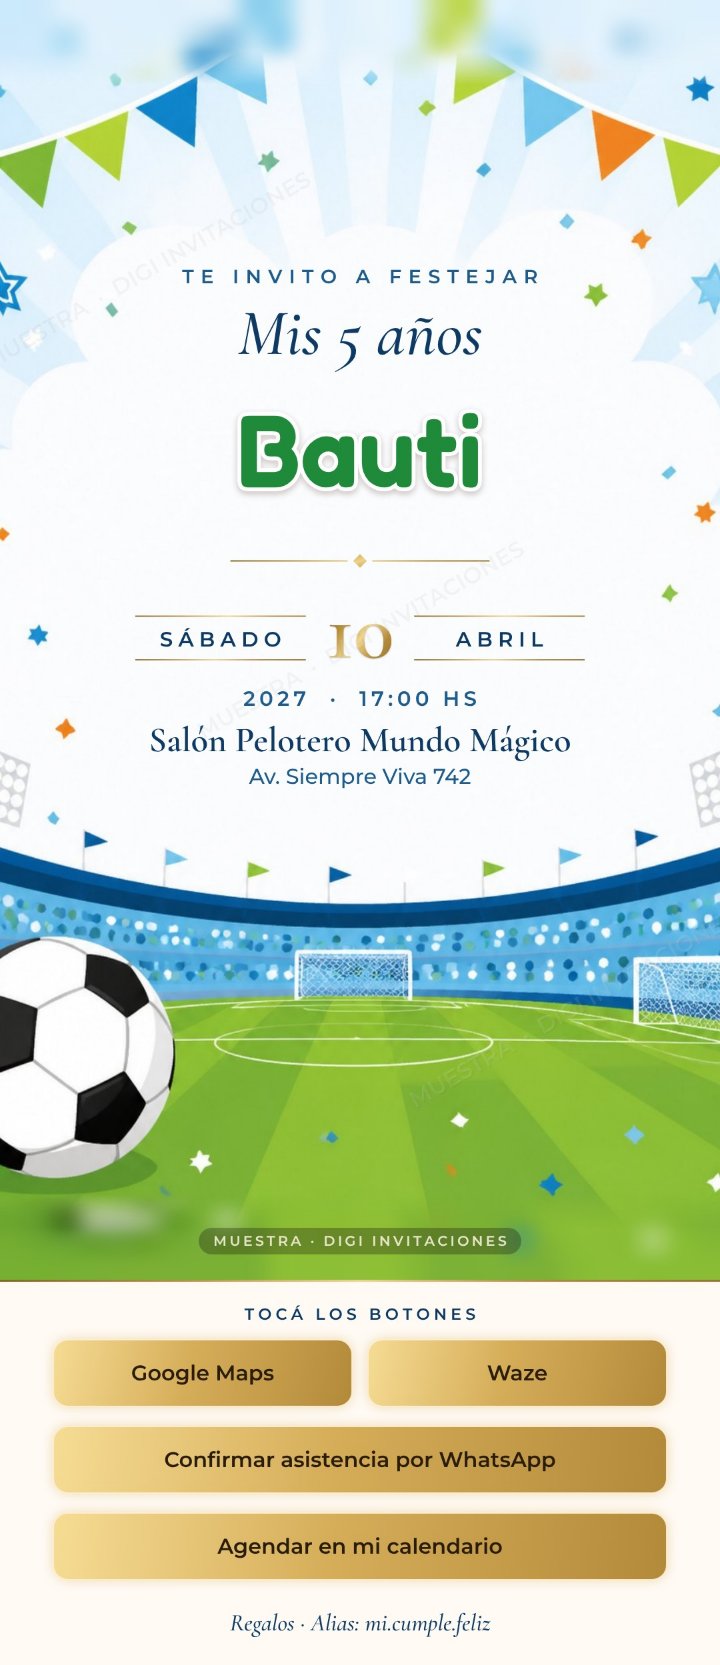 TE INVITO A FESTEJAR
Mis 5 años
Bauti
SÁBADO 10 ABRIL
2027 · 17:00 HS
Salón Pelotero Mundo Mágico
Av. Siempre Viva 742
MUESTRA · DIGI INVITACIONES
TOCÁ LOS BOTONES
Google Maps
Waze
Confirmar asistencia por WhatsApp
Agendar en mi calendario
Regalos · Alias: mi.cumple.feliz